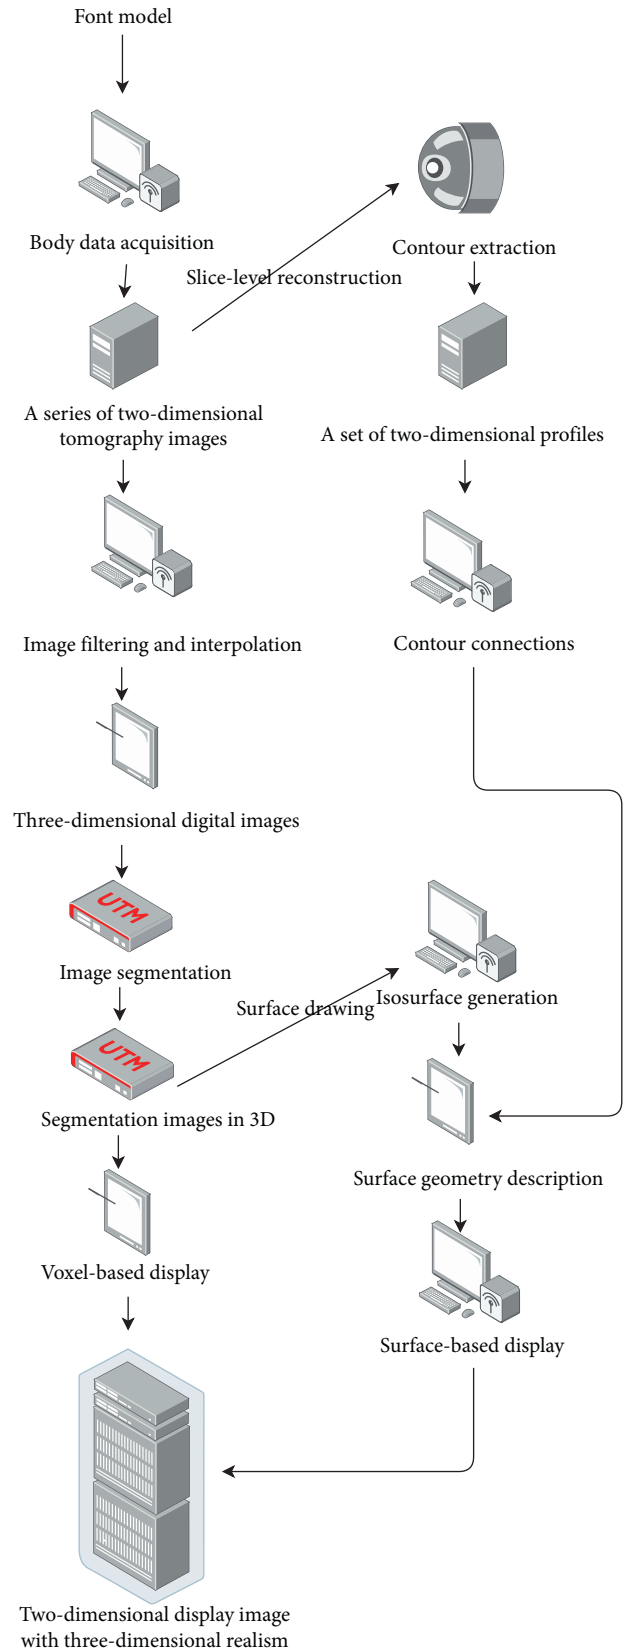 Font model
Body data acquisition
Contour extraction
Slice-level reconstruction
A series of two-dimensional
tomography images
A set of two-dimensional profiles
Image filtering and interpolation
Contour connections
Three-dimensional digital images
UTM
Image segmentation
Surface drawing
Isosurface generation
UTM
Segmentation images in 3D
Surface geometry description
Voxel-based display
Surface-based display
Two-dimensional display image
with three-dimensional realism